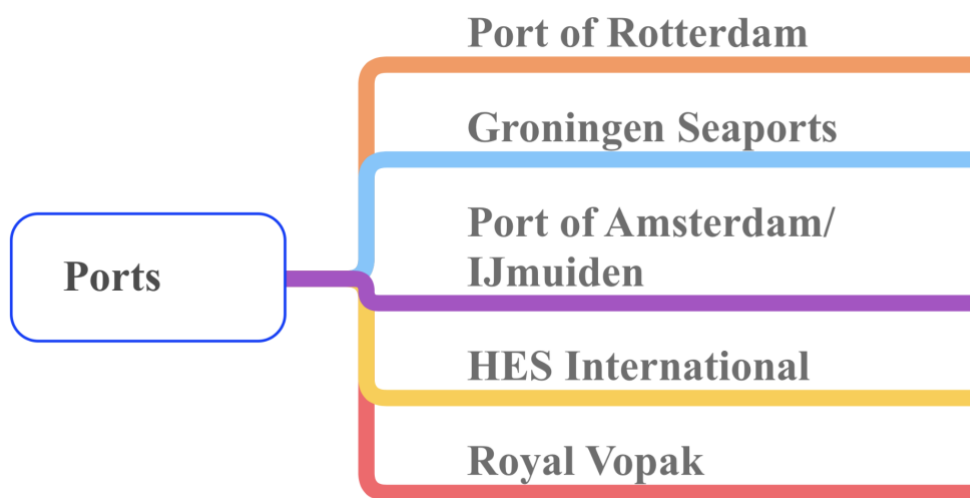 Port of Rotterdam
Groningen Seaports
Port of Amsterdam/
IJmuiden
Ports
HES International
Royal Vopak